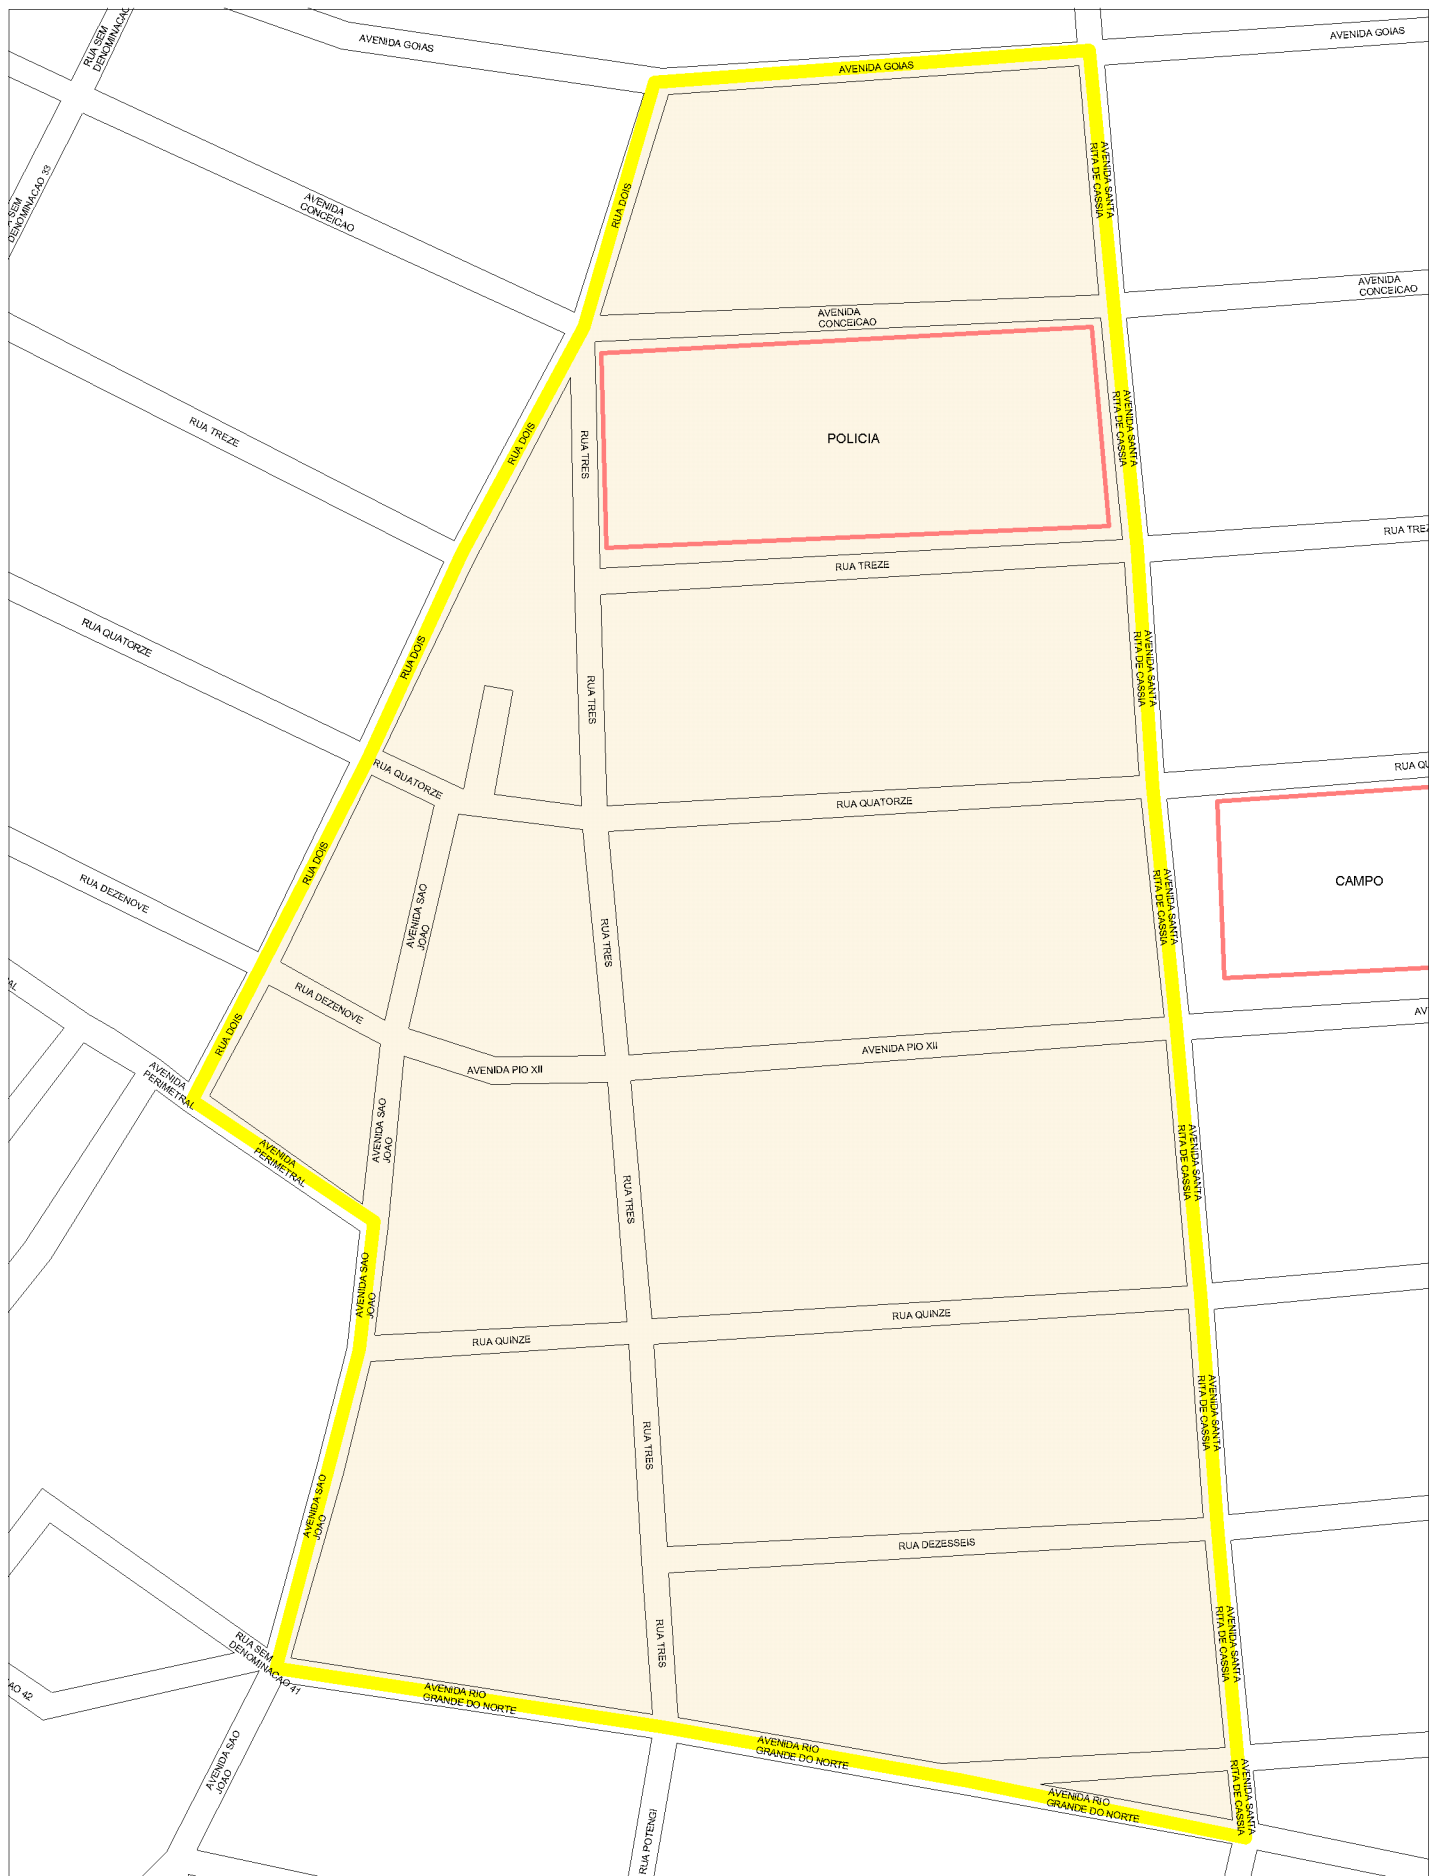 RUA SEM
DENOMINACAO
AVENIDA GOIAS
AVENIDA GOIAS
AVENIDA GOIAS
SEM
DENOMINACAO 33
AVENIDA
CONCEICAO
RUA DOIS
AVENIDA SANTA
RITA DE CASSIA
AVENIDA
CONCEICAO
AVENIDA
CONCEICAO
RUA TREZE
RUA DOIS
RUA TRES
POLICIA
AVENIDA SANTA
RITA DE CASSIA
RUA TREZE
RUA TREZ
RUA QUATORZE
RUA DOIS
RUA TRES
AVENIDA SANTA
RITA DE CASSIA
RUA QUATORZE
RUA QUATORZE
RUA QU
RUA DEZENOVE
RUA DOIS
AVENIDA SAO
JOAO
RUA TRES
AVENIDA SANTA
RITA DE CASSIA
CAMPO
AL
RUA DOIS
RUA DEZENOVE
AVENIDA PIO XII
AVENIDA PIO XII
AV
AVENIDA
PERIMETRAL
AVENIDA
PERIMETRAL
AVENIDA SAO
JOAO
RUA TRES
AVENIDA SANTA
RITA DE CASSIA
AVENIDA SAO
JOAO
RUA QUINZE
RUA QUINZE
AVENIDA SAO
JOAO
RUA TRES
AVENIDA SANTA
RITA DE CASSIA
RUA DEZESSEIS
RUA SEM
DENOMINACAO 41
AO 42
AVENIDA RIO
GRANDE DO NORTE
RUA TRES
AVENIDA SANTA
RITA DE CASSIA
AVENIDA SAO
JOAO
AVENIDA RIO
GRANDE DO NORTE
AVENIDA RIO
GRANDE DO NORTE
AVENIDA SANTA
RITA DE CASSIA
RUA POTENGI